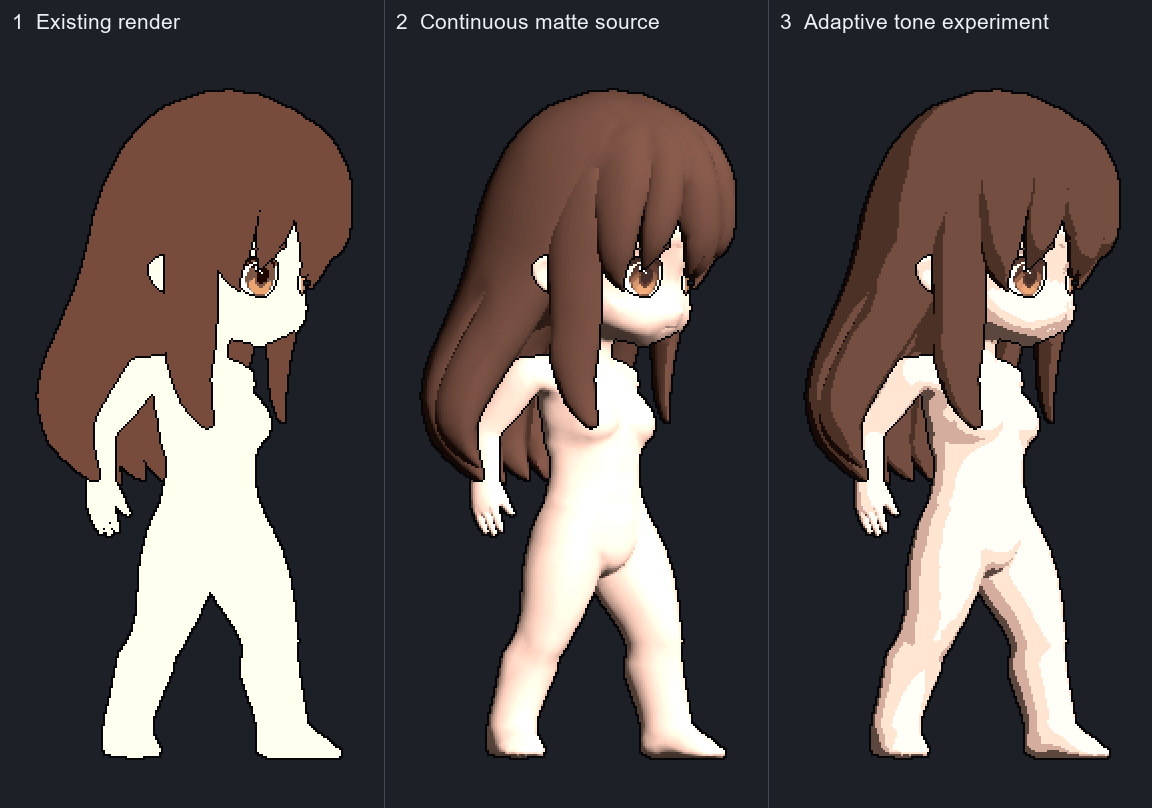 1 Existing render
2 Continuous matte source
3 Adaptive tone experiment